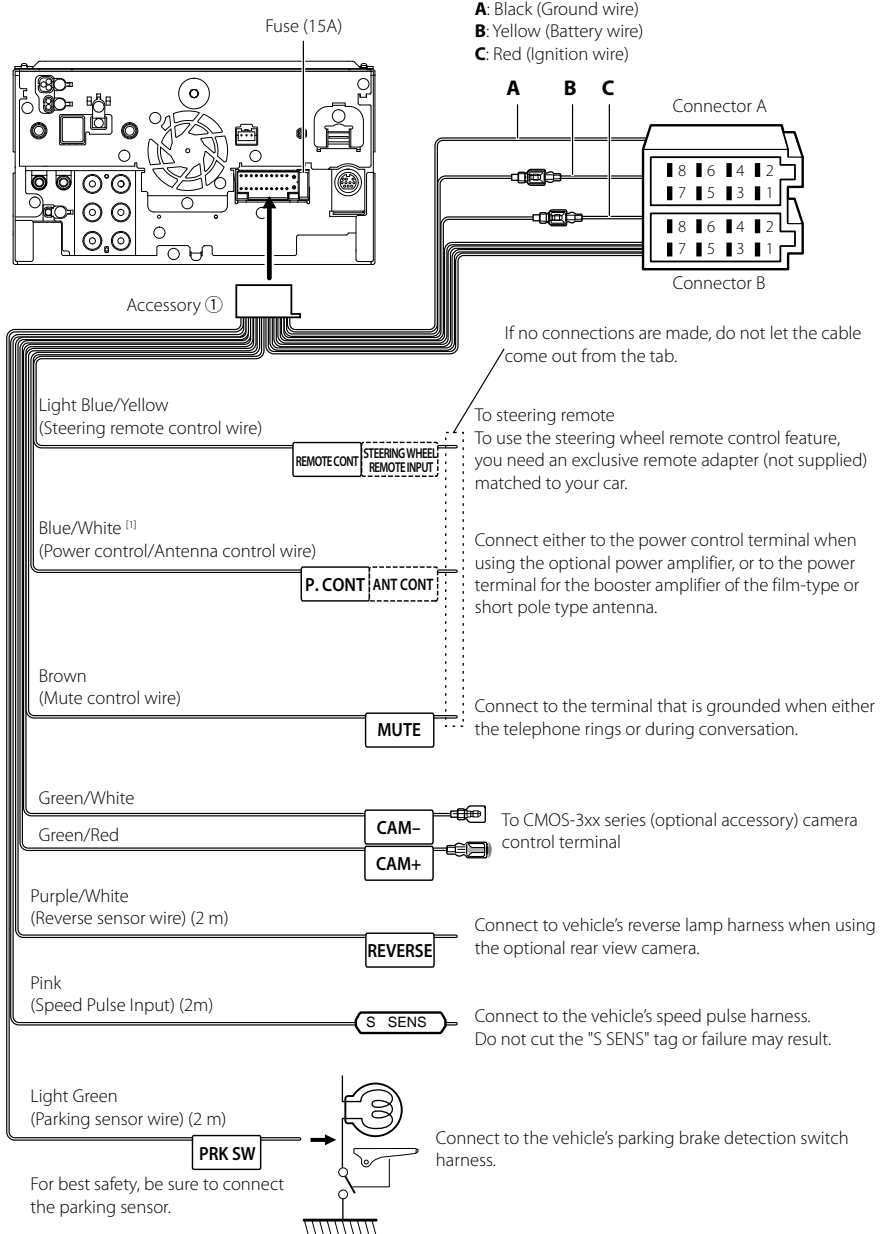 Fuse (15A)
A: Black (Ground wire)
B: Yellow (Battery wire)
C: Red (Ignition wire)
A B C
Connector A
8 6 4 2
7 5 3 1
8 6 4 2
7 5 3 1
Connector B
Accessory ①
If no connections are made, do not let the cable
come out from the tab.
Light Blue/Yellow
(Steering remote control wire)
REMOTE CONT
STEERING WHEEL
REMOTE INPUT
To steering remote
To use the steering wheel remote control feature,
you need an exclusive remote adapter (not supplied)
matched to your car.
Blue/White [1]
(Power control/Antenna control wire)
P. CONT ANT CONT
Connect either to the power control terminal when
using the optional power amplifier, or to the power
terminal for the booster amplifier of the film-type or
short pole type antenna.
Brown
(Mute control wire)
MUTE
Connect to the terminal that is grounded when either
the telephone rings or during conversation.
Green/White
CAM–
Green/Red
CAM+
To CMOS-3xx series (optional accessory) camera
control terminal
Purple/White
(Reverse sensor wire) (2 m)
REVERSE
Connect to vehicle's reverse lamp harness when using
the optional rear view camera.
Pink
(Speed Pulse Input) (2m)
S SENS
Connect to the vehicle's speed pulse harness.
Do not cut the "S SENS" tag or failure may result.
Light Green
(Parking sensor wire) (2 m)
PRK SW
Connect to the vehicle's parking brake detection switch
harness.
For best safety, be sure to connect
the parking sensor.